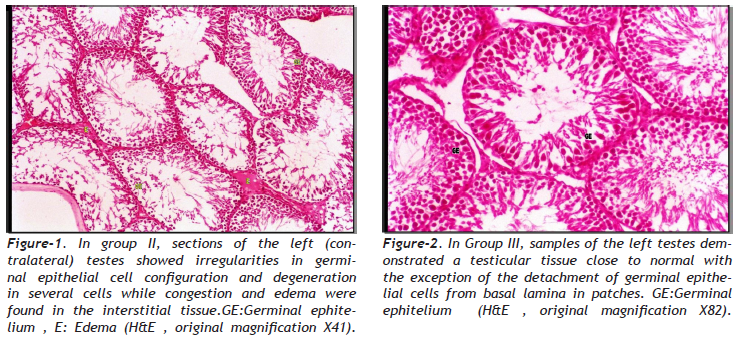 GE
E
GE
E
Figure-1. In group II, sections of the left (con-
tralateral) testes showed irregularities in germi-
nal epithelial cell configuration and degeneration
in several cells while congestion and edema were
found in the interstitial tissue.GE:Germinal ephite-
lium , E: Edema (H&E , original magnification X41).
GE
GE
Figure-2. In Group III, samples of the left testes dem-
onstrated a testicular tissue close to normal with
the exception of the detachment of germinal epithe-
lial cells from basal lamina in patches. GE:Germinal
ephitelium (H&E , original magnification X82).